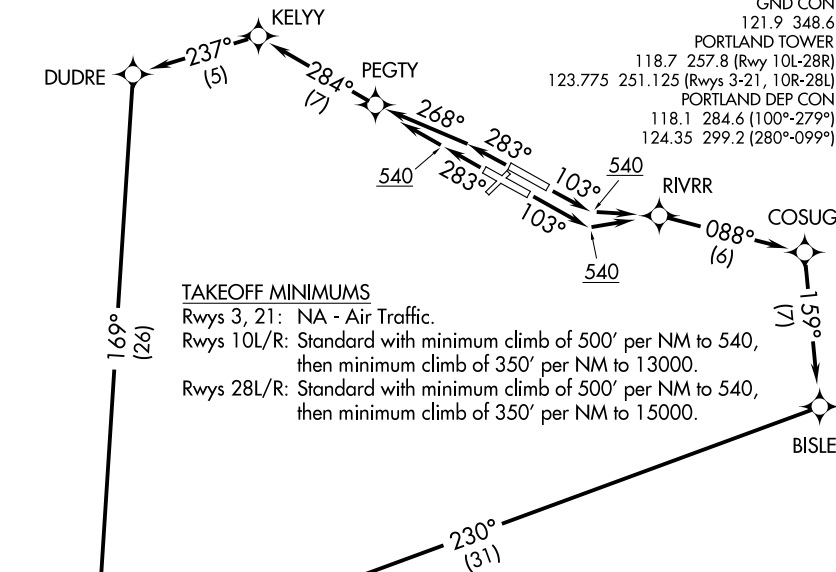 GND CON
121.9 348.6
PORTLAND TOWER
118.7 257.8 (Rwy 10L-28R)
123.775 251.125 (Rwys 3-21, 10R-28L)
PORTLAND DEP CON
118.1 284.6 (100°-279°)
124.35 299.2 (280°-099°)
KELYY
237°
(5)
DUDRE
284°
(7)
PEGTY
268°
283°
540
283°
103°
540
103°
540
RIVRR
088°
(6)
COSUG
159°
(7)
169°
(26)
TAKEOFF MINIMUMS
Rwys 3, 21: NA - Air Traffic.
Rwys 10L/R: Standard with minimum climb of 500' per NM to 540,
then minimum climb of 350' per NM to 13000.
Rwys 28L/R: Standard with minimum climb of 500' per NM to 540,
then minimum climb of 350' per NM to 15000.
BISLE
230°
(31)